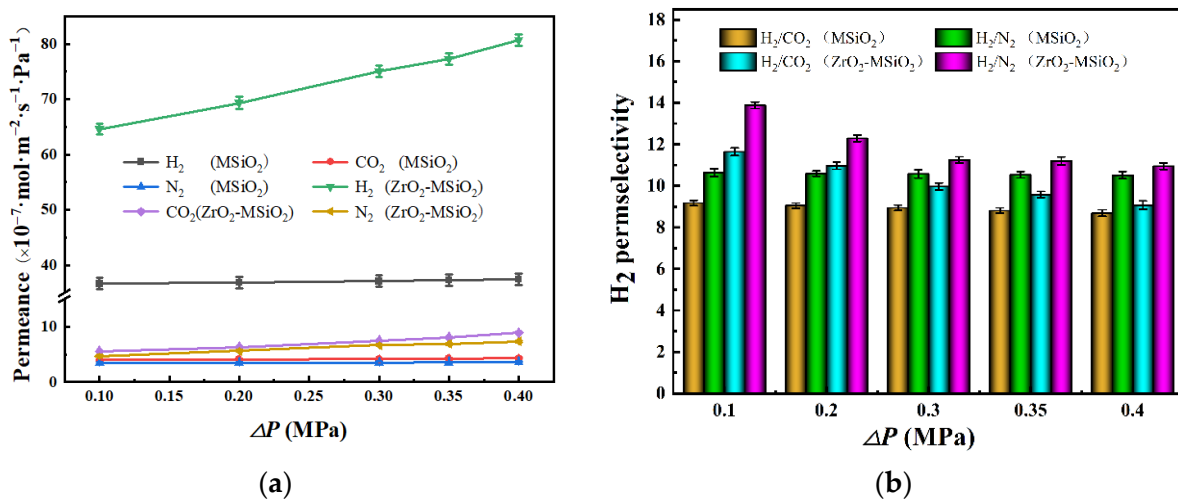 Permeance (×10⁻⁷·mol·m⁻²·s⁻¹·Pa⁻¹)
80
70
60
50
40
30
10
0
H₂ (MSiO₂) CO₂ (MSiO₂)
N₂ (MSiO₂) H₂ (ZrO₂-MSiO₂)
CO₂(ZrO₂-MSiO₂) N₂ (ZrO₂-MSiO₂)
0.10 0.15 0.20 0.25 0.30 0.35 0.40
ΔP (MPa)
(a)
H₂ permselectivity
18
16
14
12
10
8
6
4
2
0
H₂/CO₂ (MSiO₂) H₂/N₂ (MSiO₂)
H₂/CO₂ (ZrO₂-MSiO₂) H₂/N₂ (ZrO₂-MSiO₂)
0.1 0.2 0.3 0.35 0.4
ΔP (MPa)
(b)